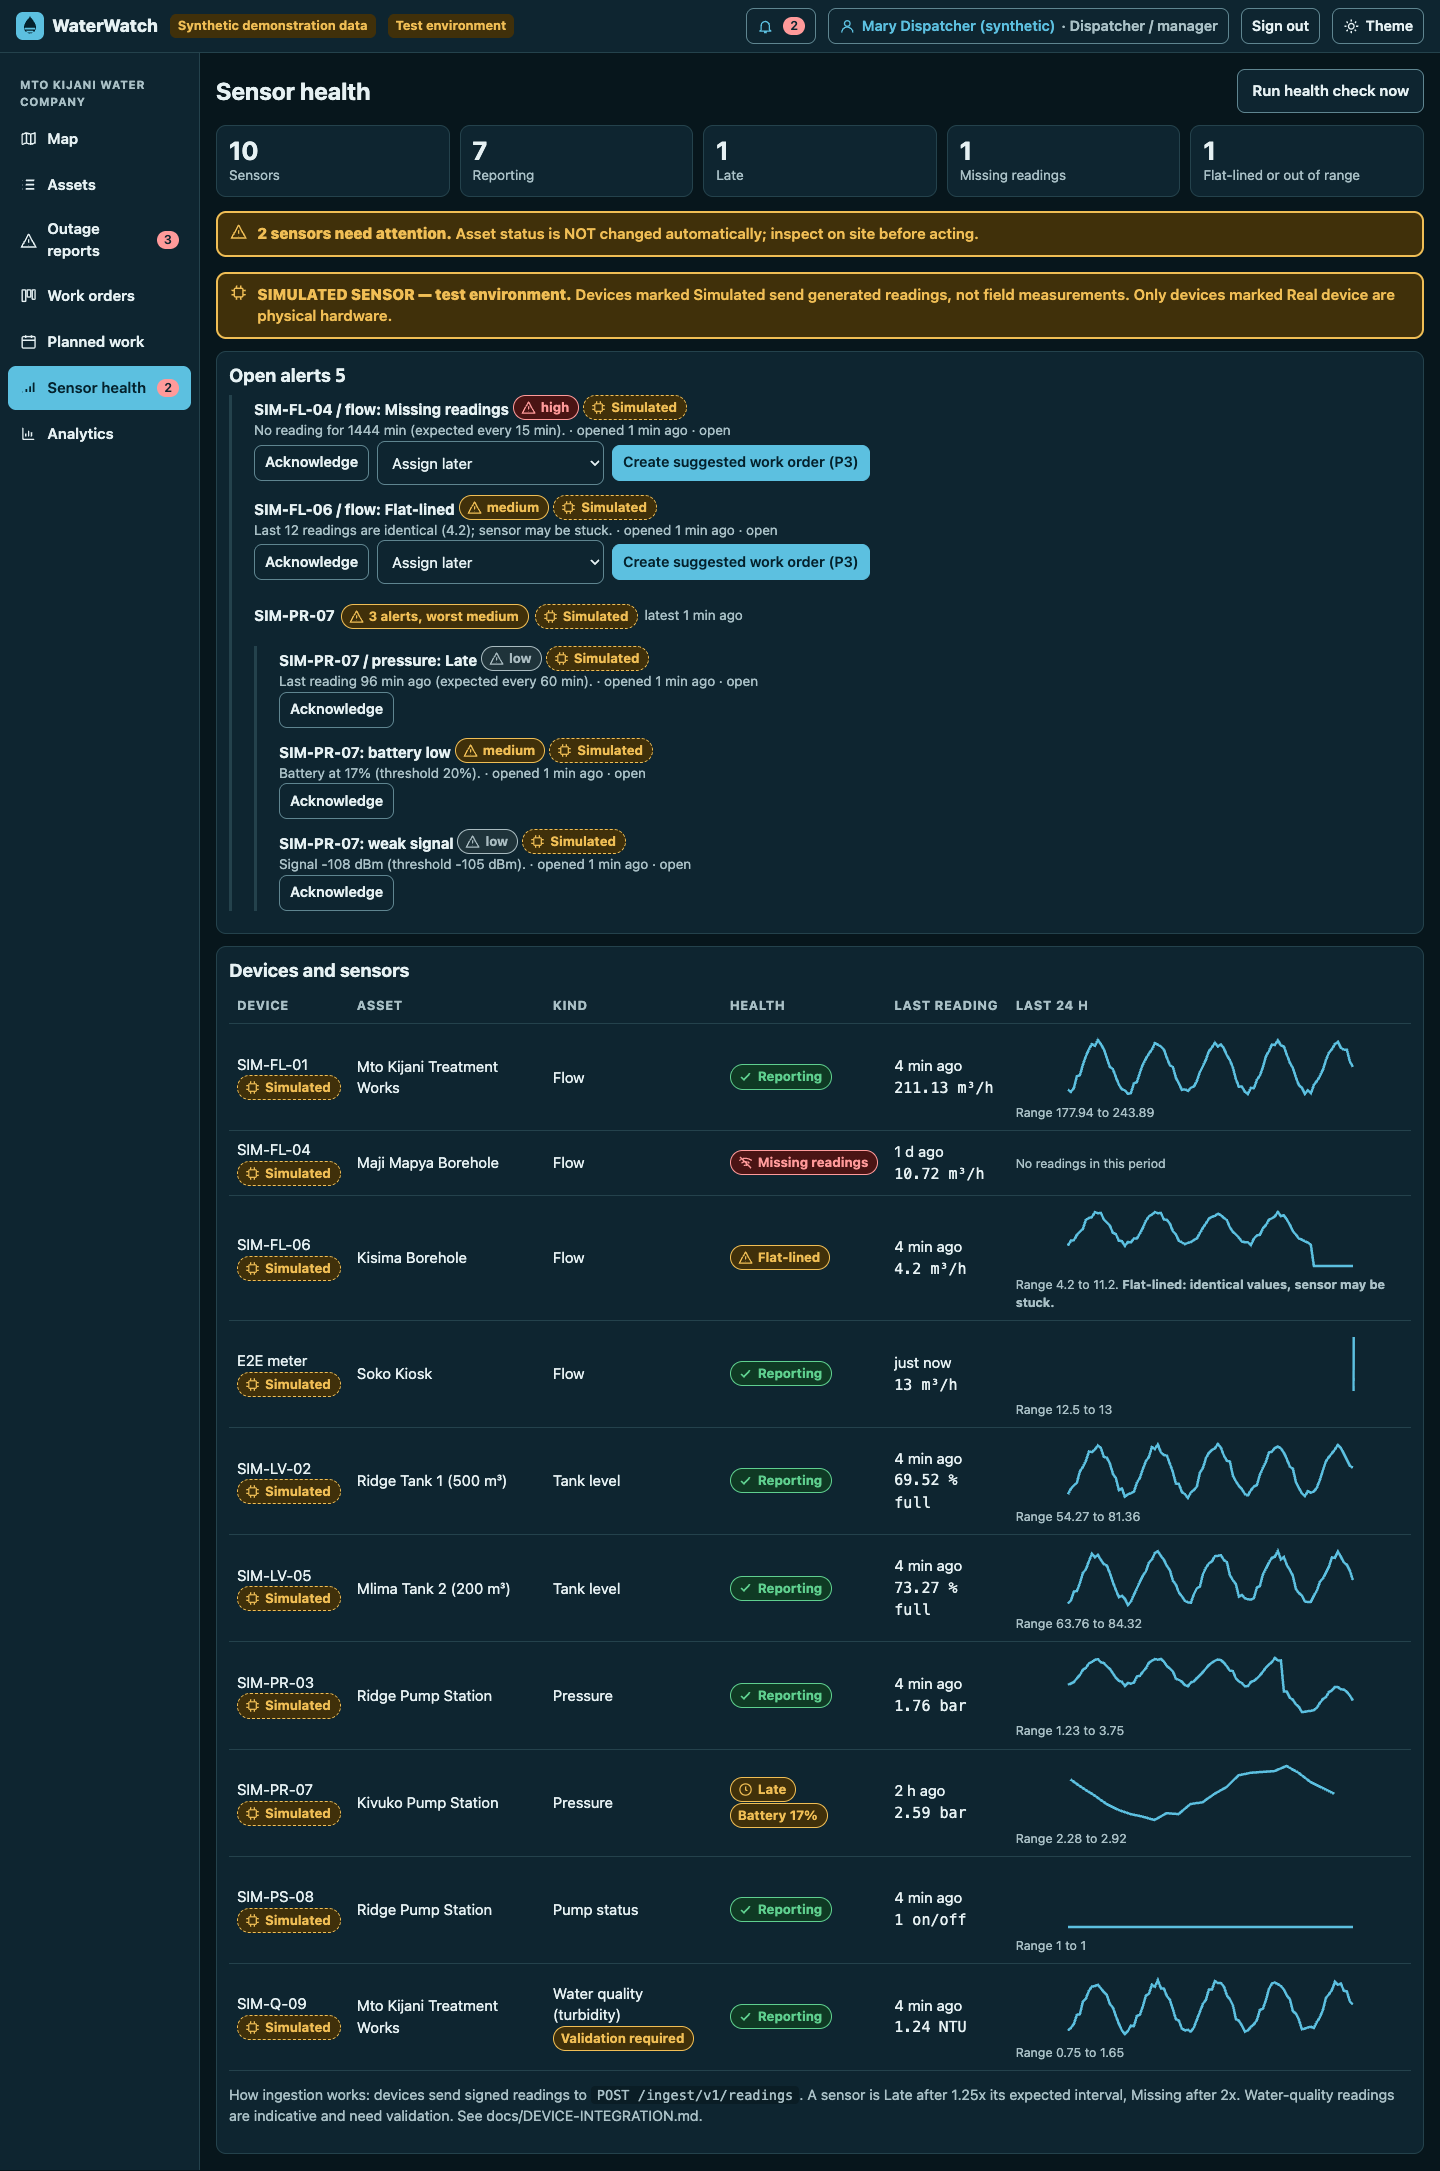 WaterWatch
Synthetic demonstration data
Test environment
2
Mary Dispatcher (synthetic) · Dispatcher / manager
Sign out
Theme
MTO KIJANI WATER
COMPANY
Map
Assets
Outage
reports
3
Work orders
Planned work
Sensor health
2
Analytics
Sensor health
Run health check now
10
Sensors
7
Reporting
1
Late
1
Missing readings
1
Flat-lined or out of range
2 sensors need attention. Asset status is NOT changed automatically; inspect on site before acting.
SIMULATED SENSOR — test environment. Devices marked Simulated send generated readings, not field measurements. Only devices marked Real device are
physical hardware.
Open alerts 5
SIM-FL-04 / flow: Missing readings high Simulated
No reading for 1444 min (expected every 15 min). · opened 1 min ago · open
Acknowledge Assign later Create suggested work order (P3)
SIM-FL-06 / flow: Flat-lined medium Simulated
Last 12 readings are identical (4.2); sensor may be stuck. · opened 1 min ago · open
Acknowledge Assign later Create suggested work order (P3)
SIM-PR-07 3 alerts, worst medium Simulated latest 1 min ago
SIM-PR-07 / pressure: Late low Simulated
Last reading 96 min ago (expected every 60 min). · opened 1 min ago · open
Acknowledge
SIM-PR-07: battery low medium Simulated
Battery at 17% (threshold 20%). · opened 1 min ago · open
Acknowledge
SIM-PR-07: weak signal low Simulated
Signal -108 dBm (threshold -105 dBm). · opened 1 min ago · open
Acknowledge
Devices and sensors
DEVICE ASSET KIND HEALTH LAST READING LAST 24 H
SIM-FL-01
Simulated
Mto Kijani Treatment
Works
Flow
Reporting
4 min ago
211.13 m³/h
Range 177.94 to 243.89
SIM-FL-04
Simulated
Maji Mapya Borehole
Flow
Missing readings
1 d ago
10.72 m³/h
No readings in this period
SIM-FL-06
Simulated
Kisima Borehole
Flow
Flat-lined
4 min ago
4.2 m³/h
Range 4.2 to 11.2. Flat-lined: identical values, sensor may be
stuck.
E2E meter
Simulated
Soko Kiosk
Flow
Reporting
just now
13 m³/h
Range 12.5 to 13
SIM-LV-02
Simulated
Ridge Tank 1 (500 m³)
Tank level
Reporting
4 min ago
69.52 %
full
Range 54.27 to 81.36
SIM-LV-05
Simulated
Mlima Tank 2 (200 m³)
Tank level
Reporting
4 min ago
73.27 %
full
Range 63.76 to 84.32
SIM-PR-03
Simulated
Ridge Pump Station
Pressure
Reporting
4 min ago
1.76 bar
Range 1.23 to 3.75
SIM-PR-07
Simulated
Kivuko Pump Station
Pressure
Late
Battery 17%
2 h ago
2.59 bar
Range 2.28 to 2.92
SIM-PS-08
Simulated
Ridge Pump Station
Pump status
Reporting
4 min ago
1 on/off
Range 1 to 1
SIM-Q-09
Simulated
Mto Kijani Treatment
Works
Water quality
(turbidity)
Validation required
Reporting
4 min ago
1.24 NTU
Range 0.75 to 1.65
How ingestion works: devices send signed readings to POST /ingest/v1/readings . A sensor is Late after 1.25x its expected interval, Missing after 2x. Water-quality readings
are indicative and need validation. See docs/DEVICE-INTEGRATION.md.